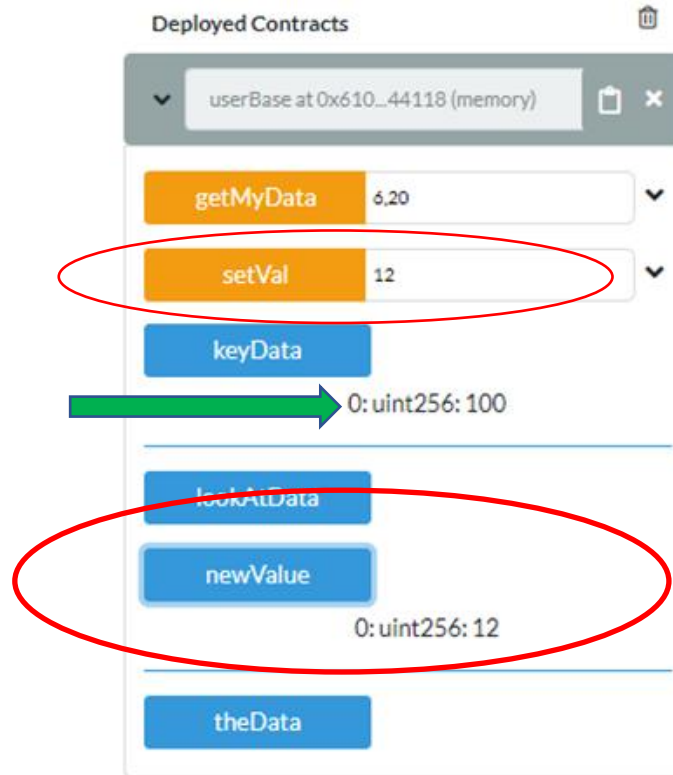 Deployed Contracts
userBase at 0x610...44118 (memory)
getMyData 6,20
setVal 12
keyData
0: uint256: 100
lookAtData
newValue
0: uint256: 12
theData